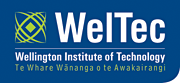 WelTec
Wellington Institute of Technology
Te Whare Wānanga o te Awakairangi